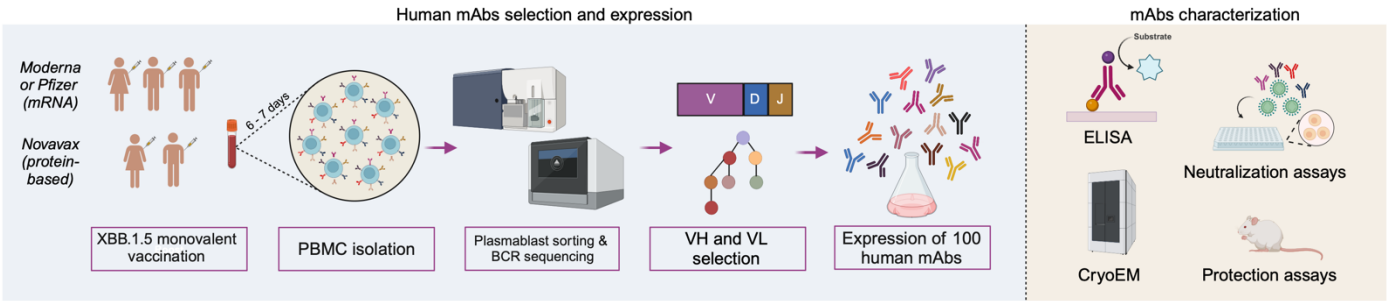 Human mAbs selection and expression
mAbs characterization
Moderna
or Pfizer
(mRNA)
Novavax
(protein-
based)
6 - 7 days
V
D
J
Substrate
ELISA
Neutralization assays
CryoEM
Protection assays
XBB.1.5 monovalent
vaccination
PBMC isolation
Plasmablast sorting &
BCR sequencing
VH and VL
selection
Expression of 100
human mAbs